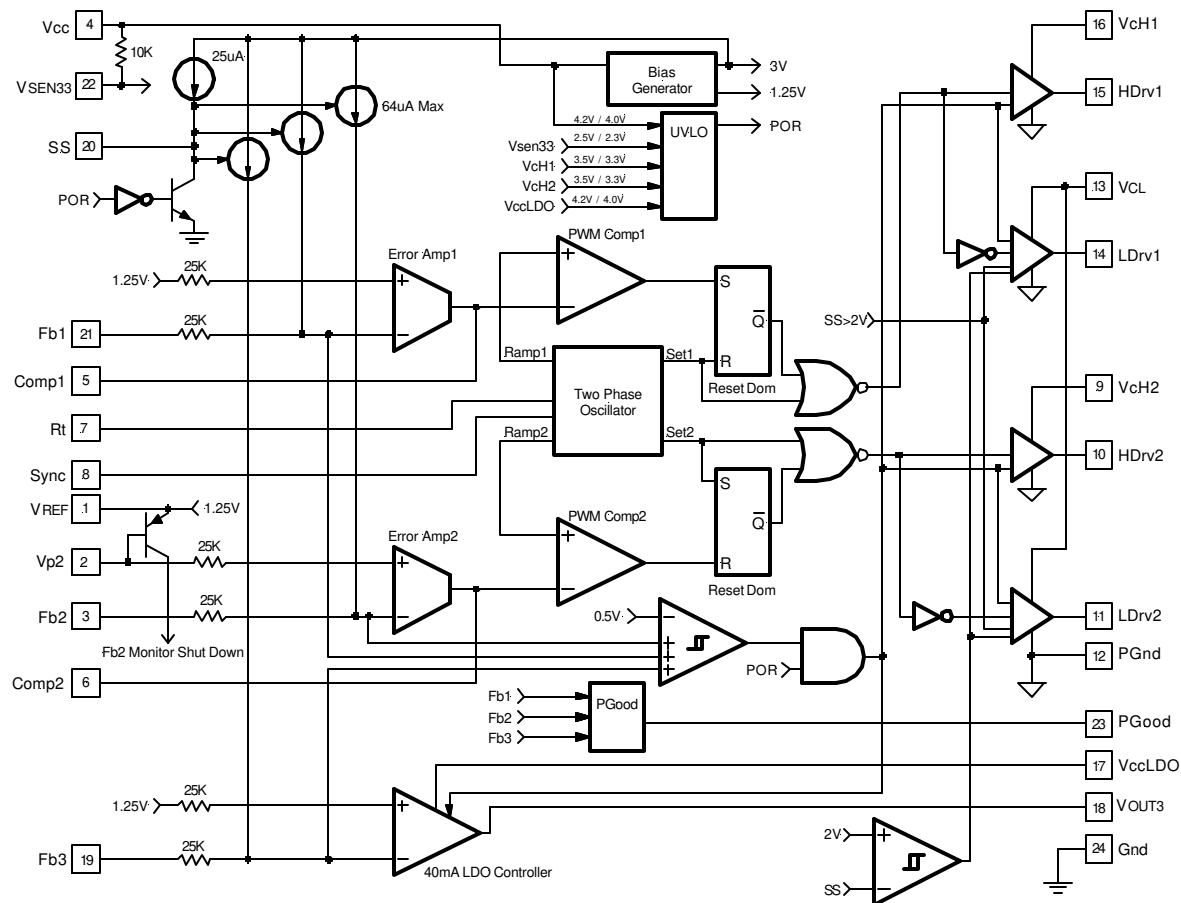 Vcc 4
10K
25uA
VSEN33 22
64uA Max
SS 20
POR
Bias
Generator
3V
1.25V
UVLO
POR
4.2V / 4.0V
Vsen33 2.5V / 2.3V
VcH1 3.5V / 3.3V
VcH2 3.5V / 3.3V
VccLDO 4.2V / 4.0V
16 VcH1
15 HDrv1
13 VCL
14 LDrv1
SS>2V
9 VcH2
10 HDrv2
11 LDrv2
12 PGnd
23 PGood
17 VccLDO
18 VOUT3
24 Gnd
1.25V
25K
Error Amp1
+
-
PWM Comp1
+
-
S
Q
R
Reset Dom
Fb1 21
25K
Comp1 5
Rt 7
Sync 8
Ramp1
Set1
Two Phase
Oscillator
Ramp2
Set2
VREF 1
1.25V
Vp2 2
25K
Error Amp2
+
-
PWM Comp2
+
-
S
Q
R
Reset Dom
Fb2 3
25K
Fb2 Monitor Shut Down
Comp2 6
0.5V
-
+
+
+
POR
Fb1
Fb2
Fb3
PGood
1.25V
25K
+
-
Fb3 19
25K
40mA LDO Controller
2V
+
SS
-